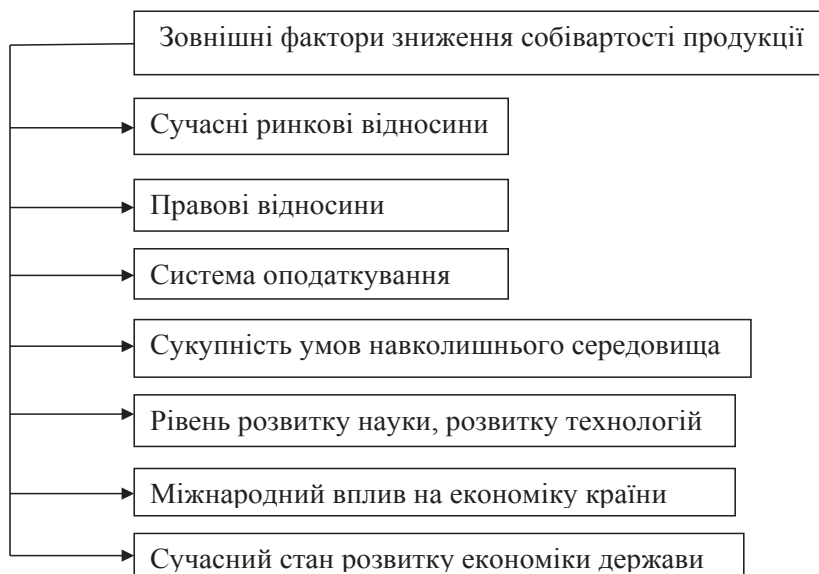 Зовнішні фактори зниження собівартості продукції
Сучасні ринкові відносини
Правові відносини
Система оподаткування
Сукупність умов навколишнього середовища
Рівень розвитку науки, розвитку технологій
Міжнародний вплив на економіку країни
Сучасний стан розвитку економіки держави